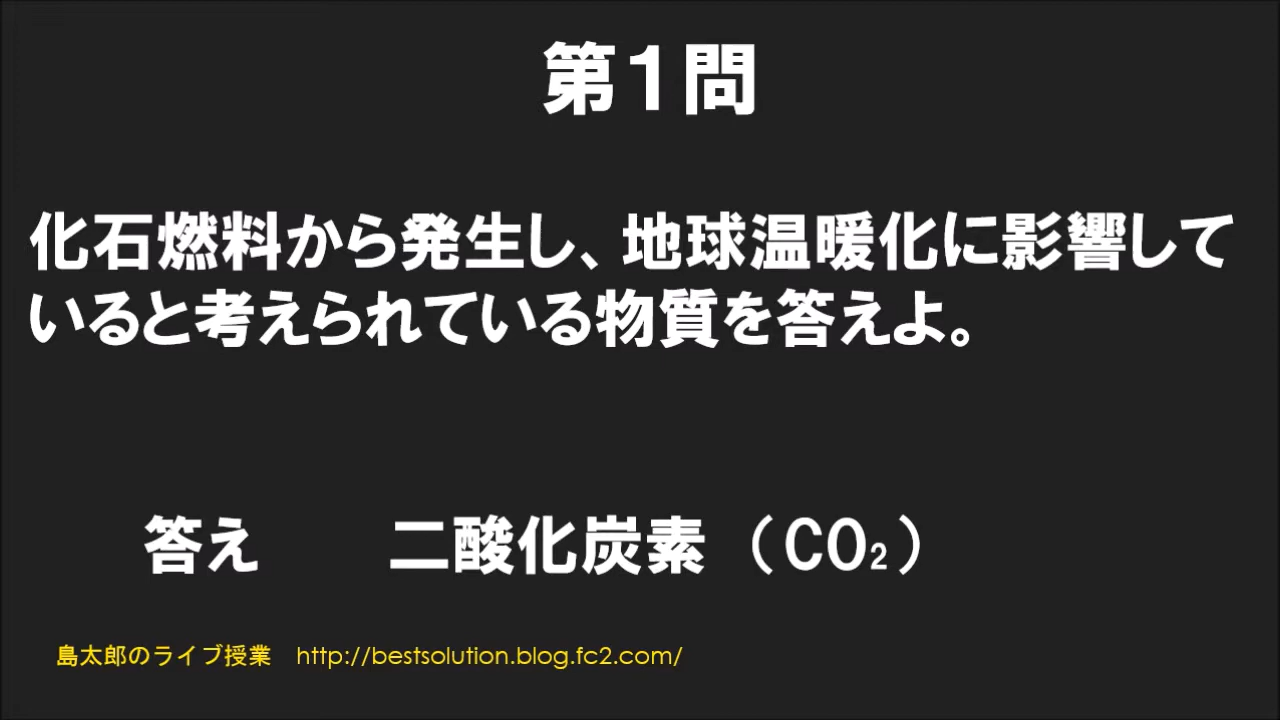 第１問
化石燃料から発生し、地球温暖化に影響して
いると考えられている物質を答えよ。
答え　　二酸化炭素（CO₂）
島太郎のライブ授業　http://bestsolution.blog.fc2.com/